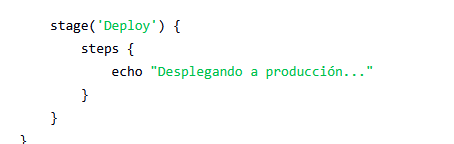 stage('Deploy') {
steps {
echo "Desplegando a producción..."
}
}
}